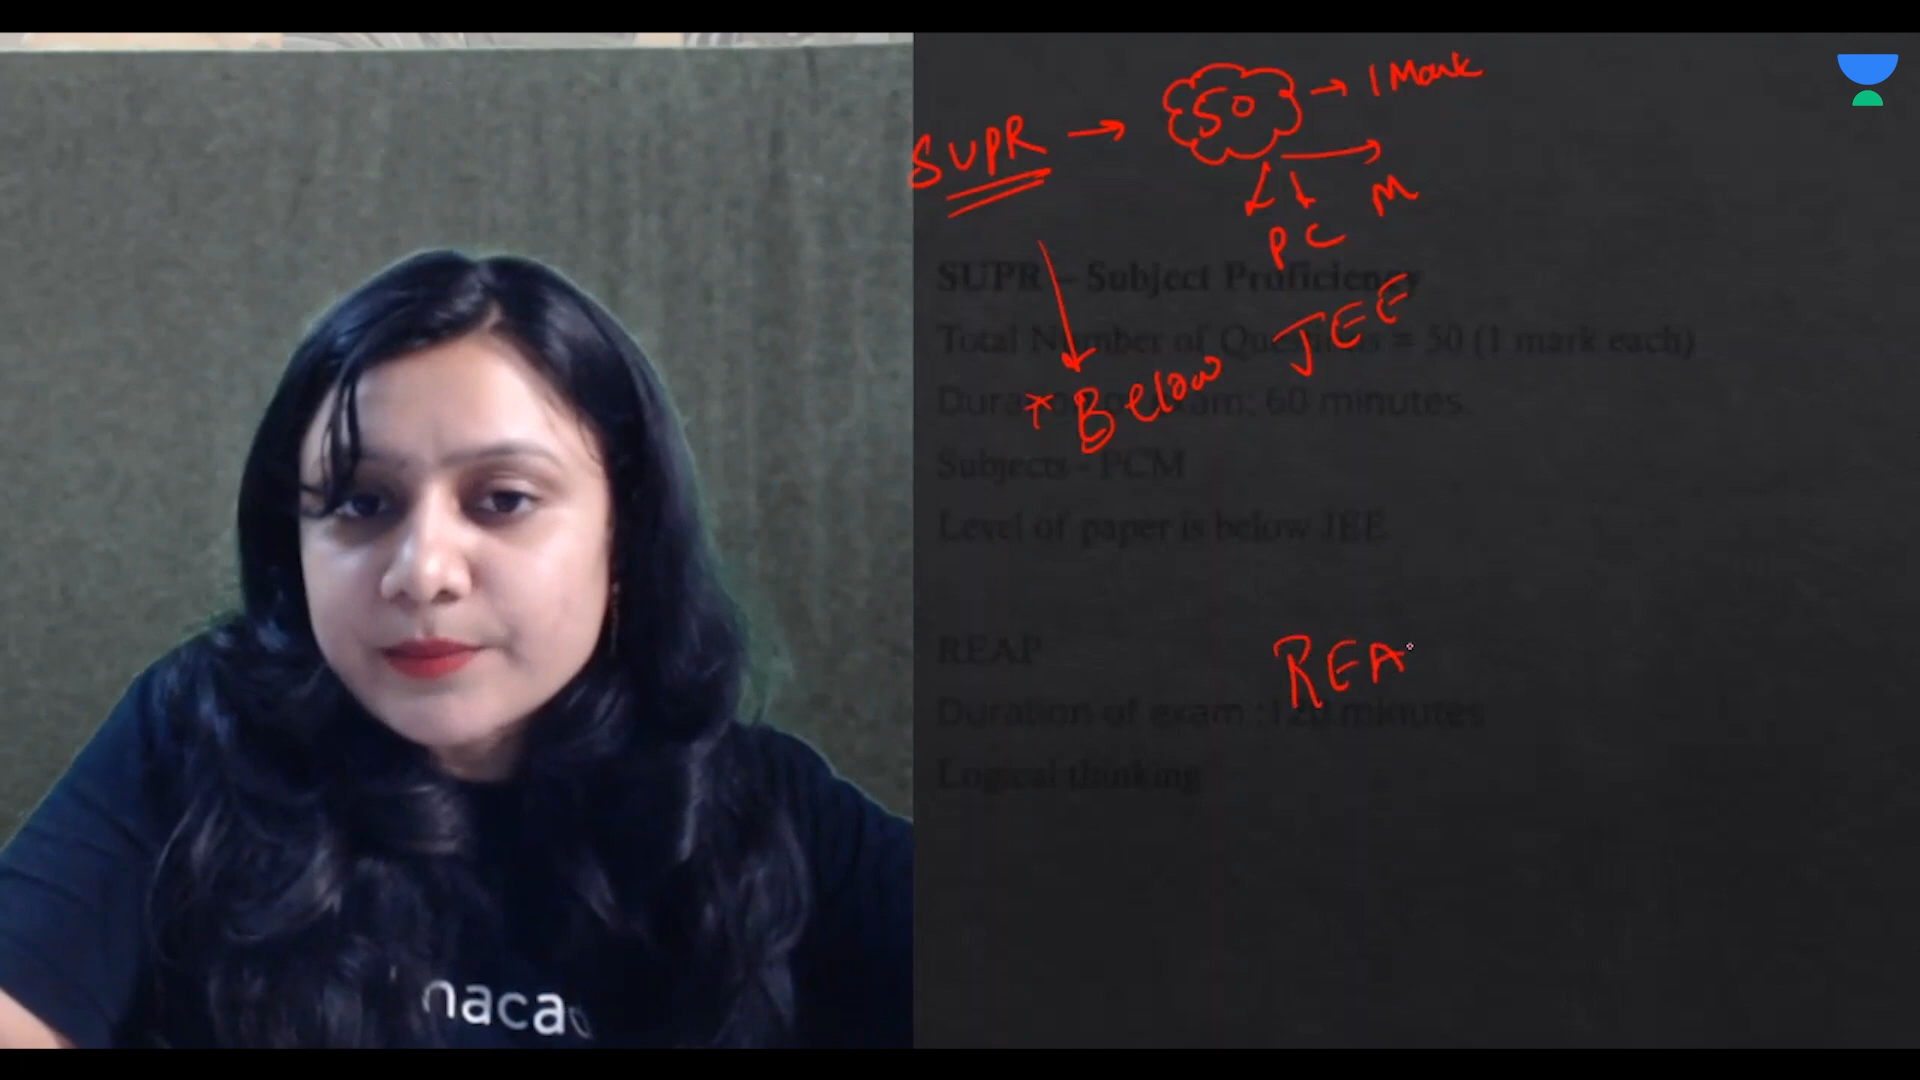 SUPR → 50 → 1 Mark
P C M
* Below JEE
SUPR – Subject Proficiency
Total Number of Questions = 50 (1 mark each)
Duration of exam: 60 minutes.
Subjects - PCM
Level of paper is below JEE
REAP
REA
Duration of exam :120 minutes
Logical thinking
naca